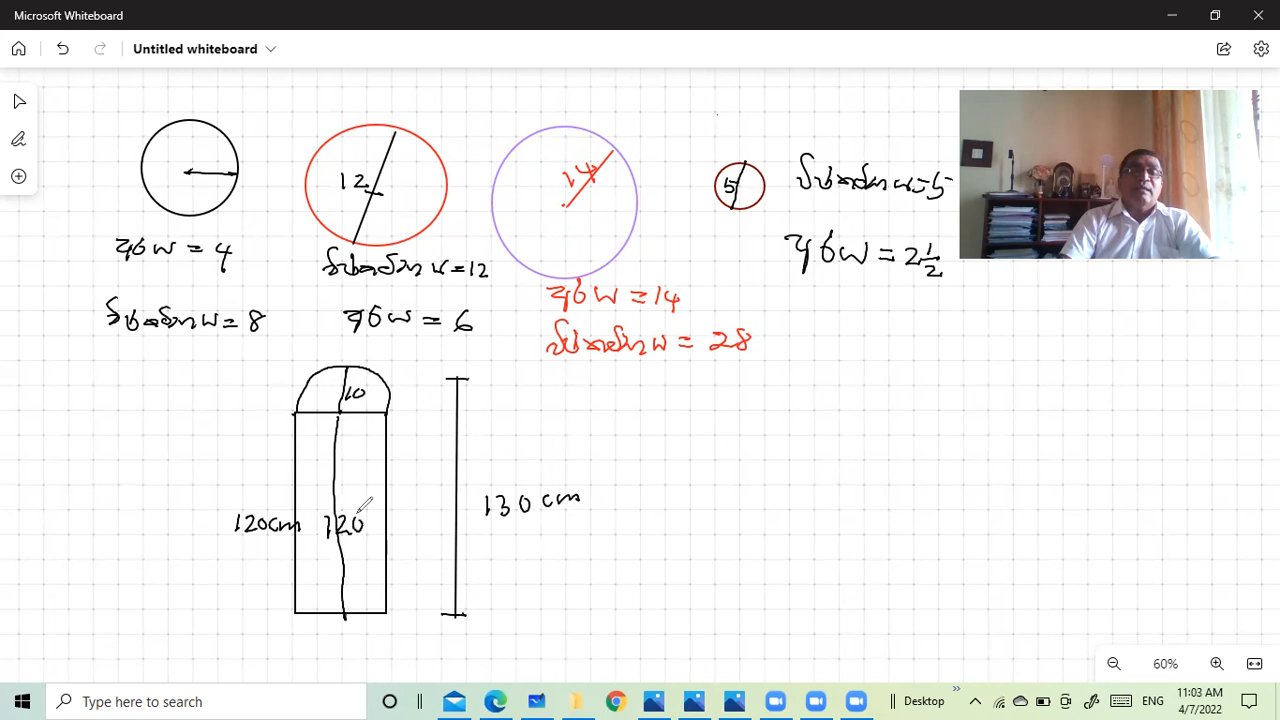 Microsoft Whiteboard
Untitled whiteboard
12
14
5
විෂ්කම්භය = 5
අරය = 4
විෂ්කම්භය = 12
අරය = 2 1/2
විෂ්කම්භය = 8
අරය = 6
අරය = 14
විෂ්කම්භය = 28
10
120cm
120
130 cm
60%
Type here to search
Desktop
ENG
11:03 AM
4/7/2022